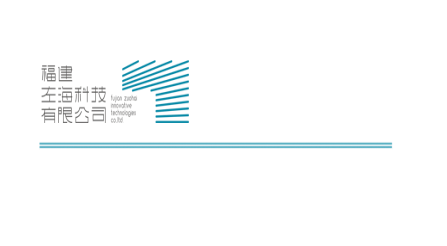 福建
左海科技
有限公司
fujian zuohai
innovative
technologies
co.ltd